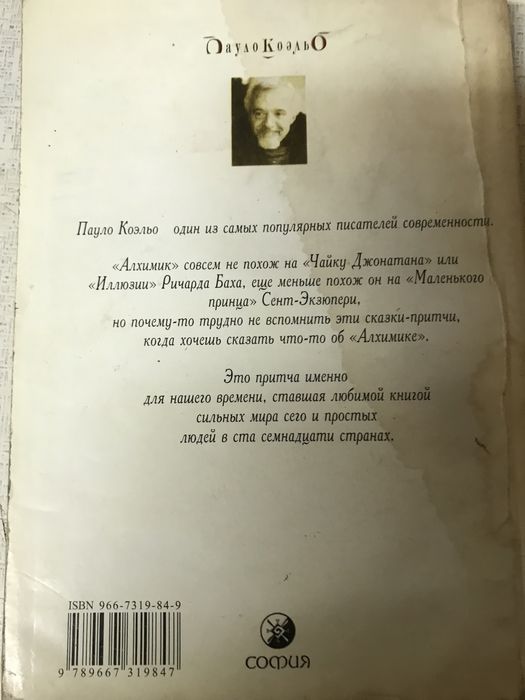 Пауло Коэльо
Пауло Коэльо один из самых популярных писателей современности.
«Алхимик» совсем не похож на «Чайку Джонатана» или
«Иллюзии» Ричарда Баха, еще меньше похож он на «Маленького
принца» Сент-Экзюпери,
но почему-то трудно не вспомнить эти сказки-притчи,
когда хочешь сказать что-то об «Алхимике».
Это притча именно
для нашего времени, ставшая любимой книгой
сильных мира сего и простых
людей в ста семнадцати странах.
ISBN 966-7319-84-9
9 789667 319847
СОФИЯ